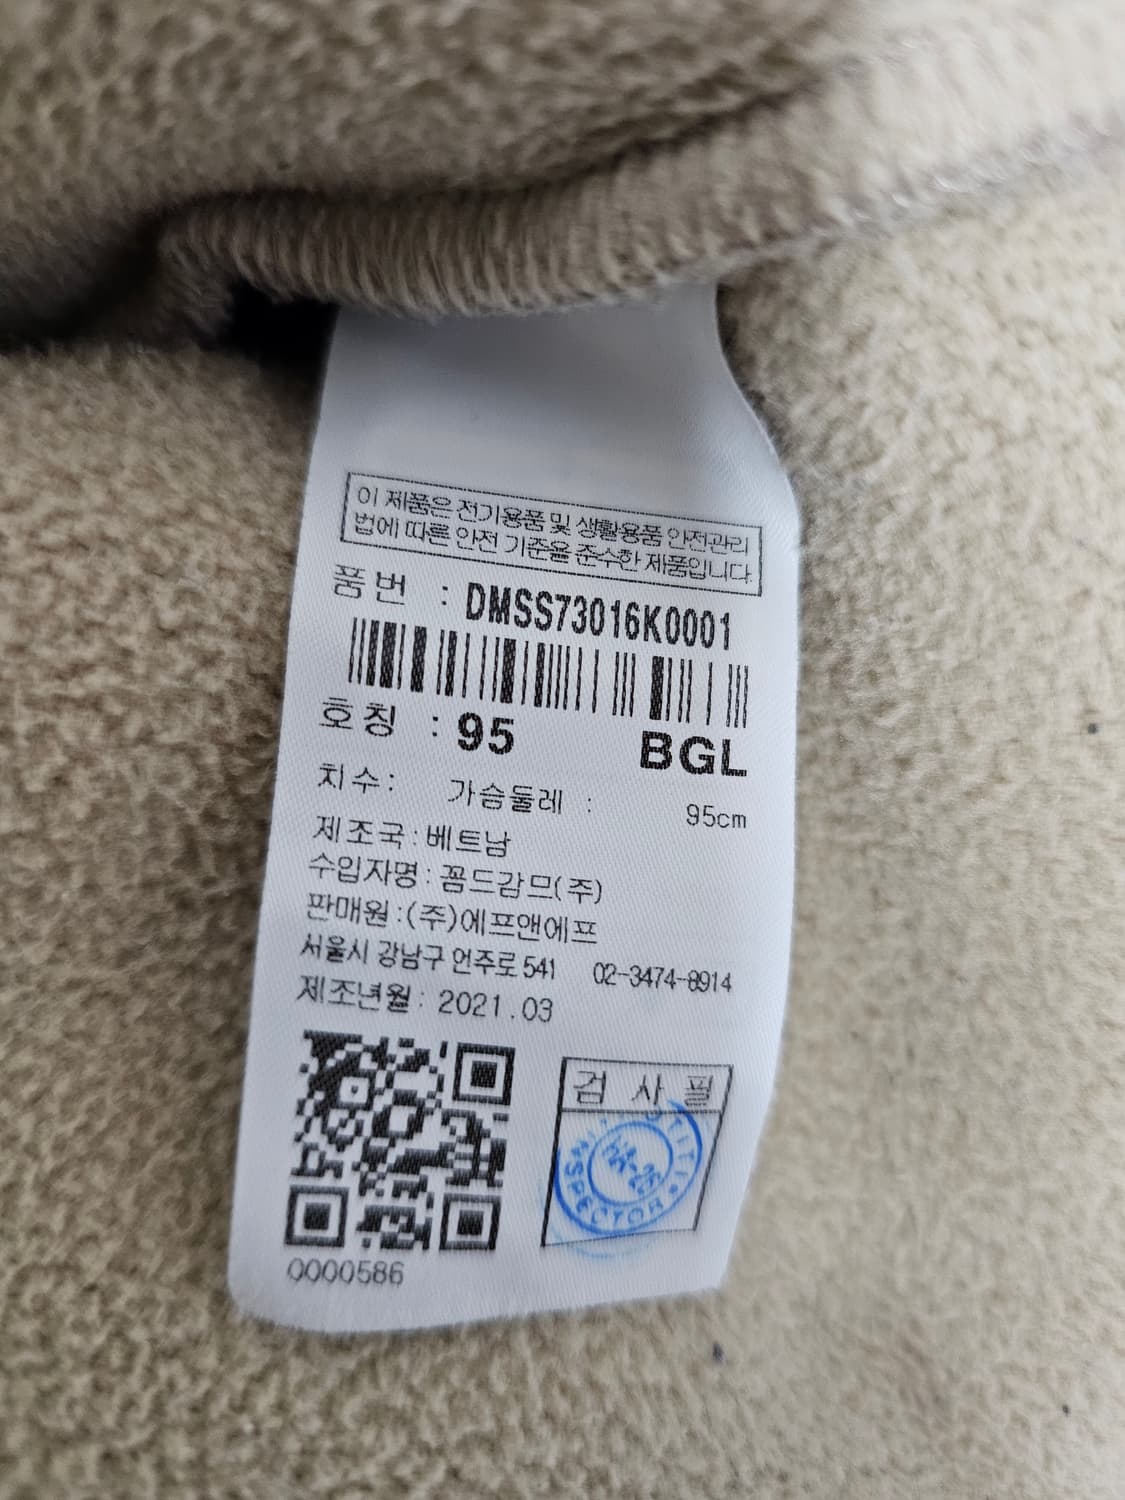 이 제품은 전기용품 및 생활용품 안전관리
법에 따른 안전 기준을 준수한 제품입니다.
품번 : DMSS73016K0001
호칭 : 95 BGL
치수: 가슴둘레 : 95cm
제조국:베트남
수입자명:꼼드감므(주)
판매원:(주)에프앤에프
서울시 강남구 언주로 541 02-3474-8914
제조년월: 2021.03
검 사 필
SPECTOR
0000586